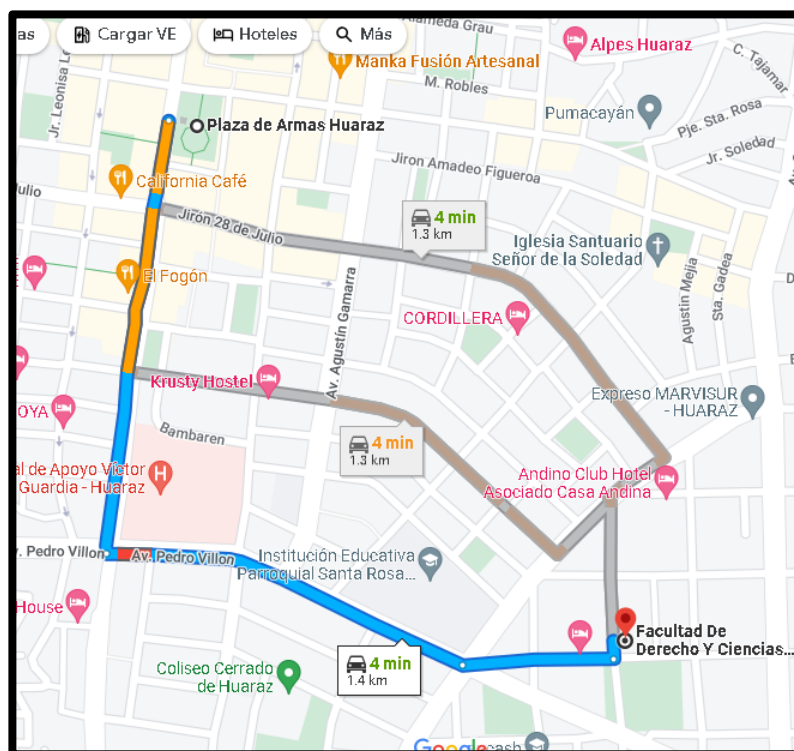 as
Cargar VE
Hoteles
Más
Alameda Grau
Alpes Huaraz
Manka Fusión Artesanal
M. Robles
C. Tajamar
Pumacayán
Pje. Sta. Rosa
Plaza de Armas Huaraz
Jr. Soledad
Jiron Amadeo Figueroa
California Café
Julio
Jirón 28 de Julio
4 min
1.3 km
Iglesia Santuario
Señor de la Soledad
Agustin Mejia
Sta. Gadea
El Fogón
Av. Agustín Gamarra
CORDILLERA
Krusty Hostel
Expreso MARVISUR
- HUARAZ
OYA
Bambaren
4 min
1.3 km
al de Apoyo Víctor
Guardia - Huaraz
Andino Club Hotel
Asociado Casa Andina
Av. Pedro Villon
Av. Pedro Villon
Institución Educativa
Parroquial Santa Rosa...
House
Facultad De
Derecho Y Ciencias...
4 min
1.4 km
Coliseo Cerrado
de Huaraz
Google
cash